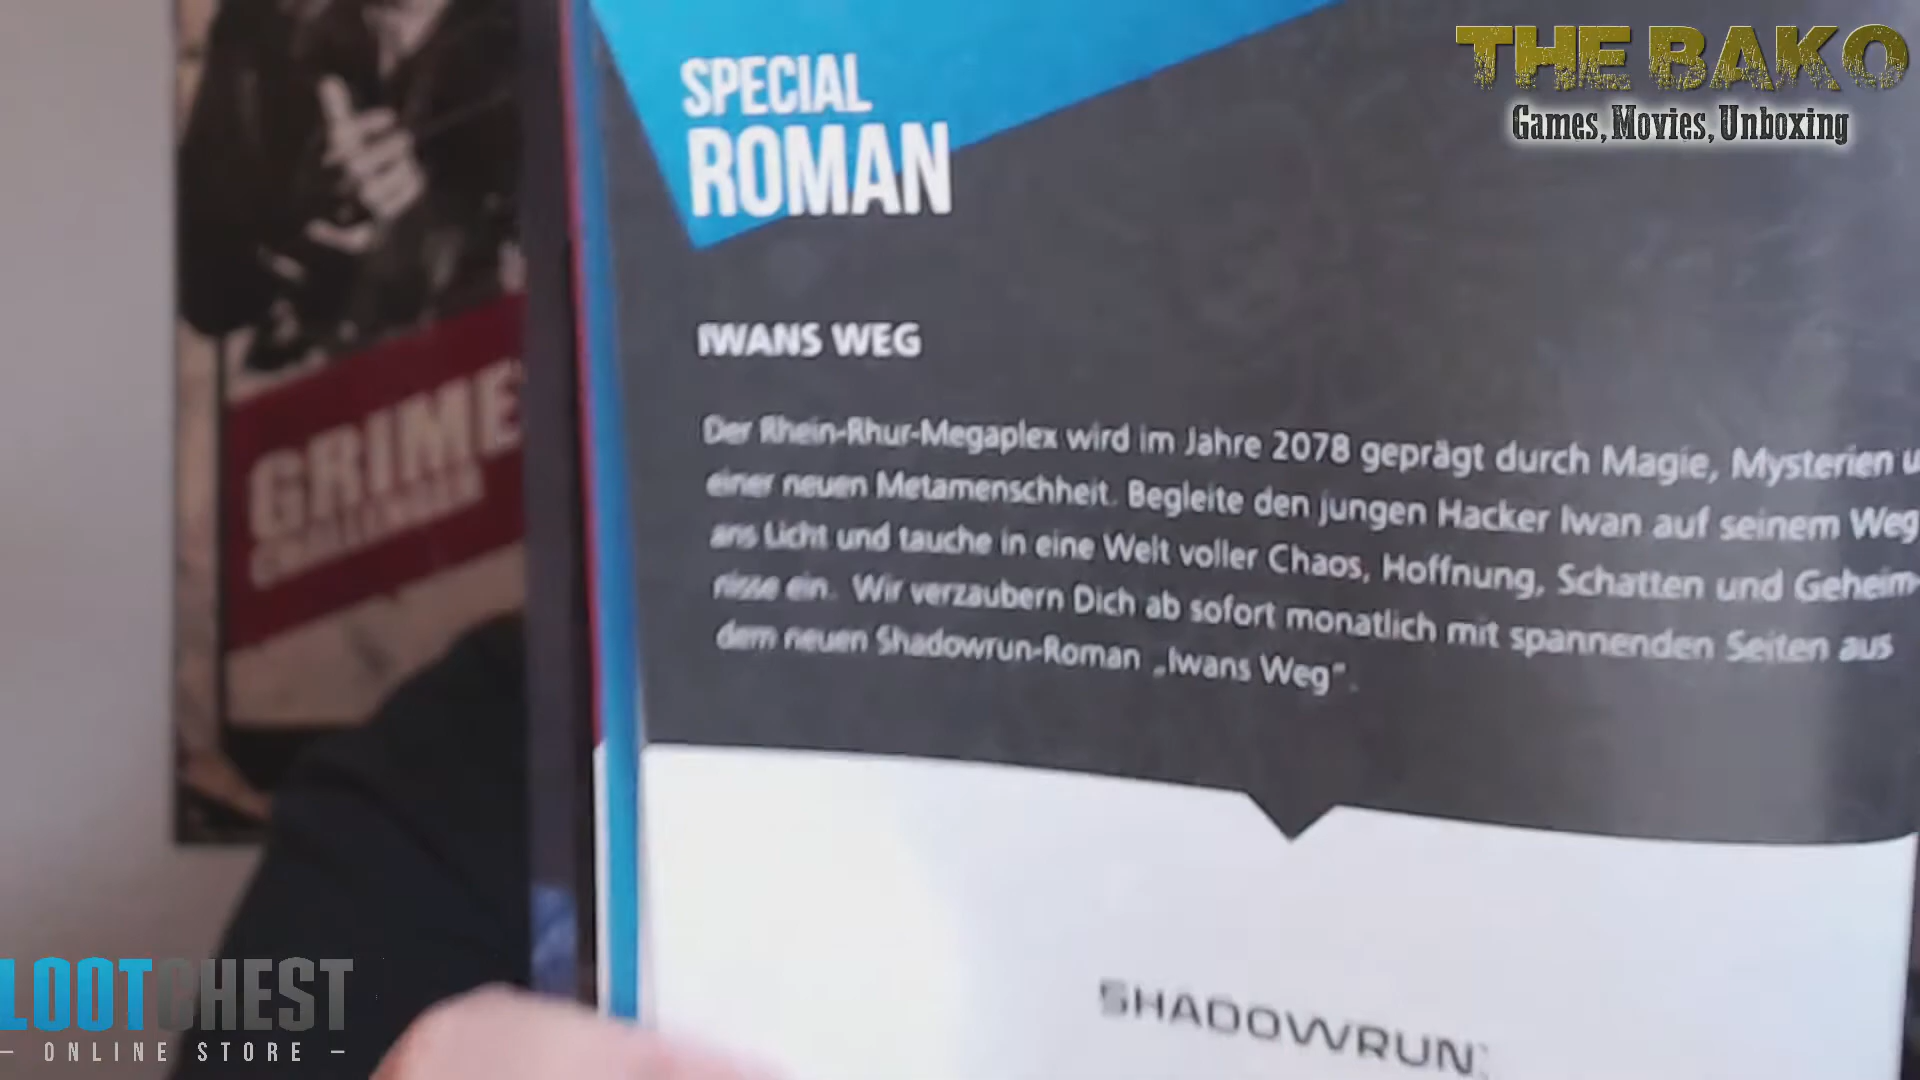 THE BAKO
Games, Movies, Unboxing
SPECIAL
ROMAN
IWANS WEG
Der Rhein-Rhur-Megaplex wird im Jahre 2078 geprägt durch Magie, Mysterien u
einer neuen Metamenschheit. Begleite den jungen Hacker Iwan auf seinem Weg
ans Licht und tauche in eine Welt voller Chaos, Hoffnung, Schatten und Geheim-
nisse ein. Wir verzaubern Dich ab sofort monatlich mit spannenden Seiten aus
dem neuen Shadowrun-Roman „Iwans Weg“.
GRIME
CHALLENGER
SHADOWRUN
LOOTCHEST
- ONLINE STORE -